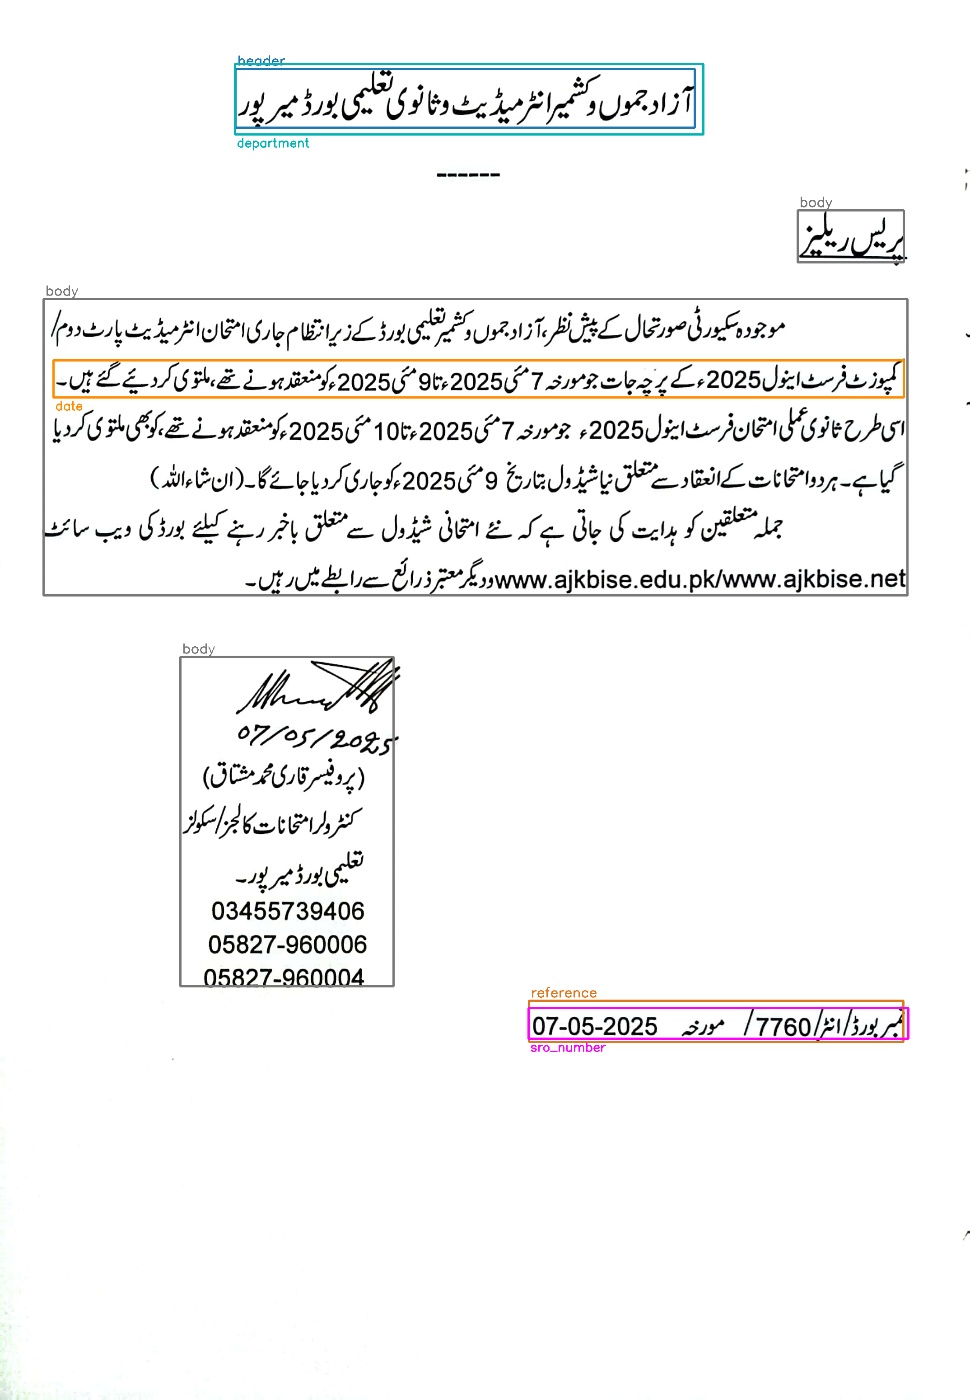 header
آزاد جموں و کشمیر انٹرمیڈیٹ و ثانوی تعلیمی بورڈ میرپور
department
------
body
پریس ریلیز
body
موجودہ سکیورٹی صورتحال کے پیش نظر، آزاد جموں و کشمیر تعلیمی بورڈ کے زیر انتظام جاری امتحان انٹرمیڈیٹ پارٹ دوم/
کمپوزٹ فرسٹ اینول 2025ء کے پرچہ جات جو مورخہ 7 مئی 2025ء تا 9 مئی 2025ء کو منعقد ہونے تھے، ملتوی کر دیئے گئے ہیں۔
date
اسی طرح ثانوی عملی امتحان فرسٹ اینول 2025ء جو مورخہ 7 مئی 2025ء تا 10 مئی 2025ء کو منعقد ہونے تھے، کو بھی ملتوی کر دیا
گیا ہے۔ ہر دو امتحانات کے انعقاد سے متعلق نیا شیڈول بتاریخ 9 مئی 2025ء کو جاری کر دیا جائے گا۔ (ان شاء اللہ)
جملہ متعلقین کو ہدایت کی جاتی ہے کہ نئے امتحانی شیڈول سے متعلق باخبر رہنے کیلئے بورڈ کی ویب سائٹ
www.ajkbise.edu.pk/www.ajkbise.net ودیگر معتبر ذرائع سے رابطے میں رہیں۔
body
07/05/2025
(پروفیسر قاری محمد مشتاق)
کنٹرولر امتحانات کالجز/سکولز
تعلیمی بورڈ میرپور۔
03455739406
05827-960006
05827-960004
reference
نمبر بورڈ/انٹر/7760/ مورخہ 07-05-2025
sro_number